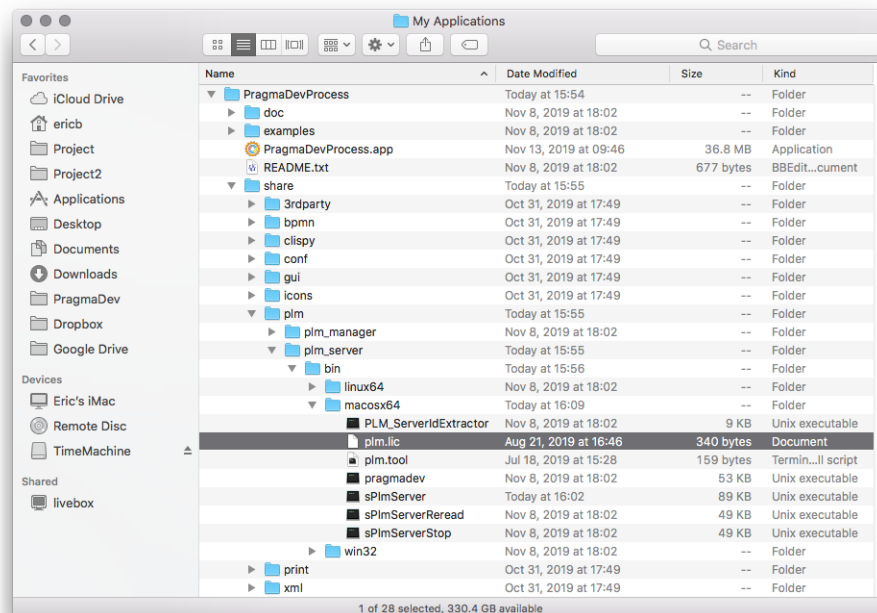 My Applications
Search
Favorites
iCloud Drive
ericb
Project
Project2
Applications
Desktop
Documents
Downloads
PragmaDev
Dropbox
Google Drive
Devices
Eric's iMac
Remote Disc
TimeMachine
Shared
livebox
Name Date Modified Size Kind
PragmaDevProcess Today at 15:54 -- Folder
doc Nov 8, 2019 at 18:02 -- Folder
examples Nov 8, 2019 at 18:02 -- Folder
PragmaDevProcess.app Nov 13, 2019 at 09:46 36.8 MB Application
README.txt Nov 8, 2019 at 18:02 677 bytes BBEdit...cument
share Today at 15:55 -- Folder
3rdparty Oct 31, 2019 at 17:49 -- Folder
bpmn Oct 31, 2019 at 17:49 -- Folder
clispy Oct 31, 2019 at 17:49 -- Folder
conf Oct 31, 2019 at 17:49 -- Folder
gui Oct 31, 2019 at 17:49 -- Folder
icons Oct 31, 2019 at 17:49 -- Folder
plm Today at 15:55 -- Folder
plm_manager Nov 8, 2019 at 18:02 -- Folder
plm_server Today at 15:55 -- Folder
bin Today at 15:56 -- Folder
linux64 Nov 8, 2019 at 18:02 -- Folder
macosx64 Today at 16:09 -- Folder
PLM_ServerIdExtractor Nov 8, 2019 at 18:02 9 KB Unix executable
plm.lic Aug 21, 2019 at 16:46 340 bytes Document
plm.tool Jul 18, 2019 at 15:28 159 bytes Termin...ll script
pragmadev Nov 8, 2019 at 18:02 53 KB Unix executable
sPlmServer Today at 16:02 89 KB Unix executable
sPlmServerReread Nov 8, 2019 at 18:02 49 KB Unix executable
sPlmServerStop Nov 8, 2019 at 18:02 49 KB Unix executable
win32 Nov 8, 2019 at 18:02 -- Folder
print Oct 31, 2019 at 17:49 -- Folder
xml Oct 31, 2019 at 17:49 -- Folder
1 of 28 selected, 330.4 GB available